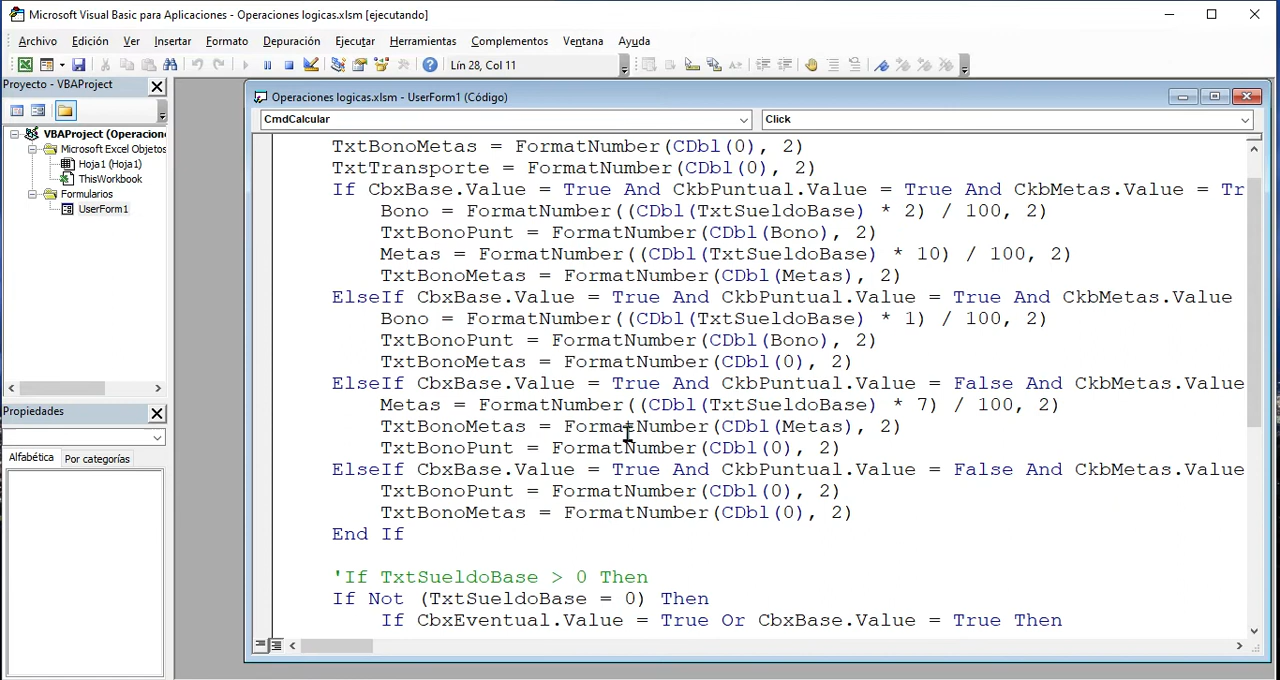 Microsoft Visual Basic para Aplicaciones - Operaciones logicas.xlsm [ejecutando]
Archivo Edición Ver Insertar Formato Depuración Ejecutar Herramientas Complementos Ventana Ayuda
Lín 28, Col 11
Proyecto - VBAProject
VBAProject (Operacione
Microsoft Excel Objetos
Hoja1 (Hoja1)
ThisWorkbook
Formularios
UserForm1
Propiedades
Alfabética Por categorías
Operaciones logicas.xlsm - UserForm1 (Código)
CmdCalcular Click
TxtBonoMetas = FormatNumber(CDbl(0), 2)
TxtTransporte = FormatNumber(CDbl(0), 2)
If CbxBase.Value = True And CkbPuntual.Value = True And CkbMetas.Value = Tr
Bono = FormatNumber((CDbl(TxtSueldoBase) * 2) / 100, 2)
TxtBonoPunt = FormatNumber(CDbl(Bono), 2)
Metas = FormatNumber((CDbl(TxtSueldoBase) * 10) / 100, 2)
TxtBonoMetas = FormatNumber(CDbl(Metas), 2)
ElseIf CbxBase.Value = True And CkbPuntual.Value = True And CkbMetas.Value
Bono = FormatNumber((CDbl(TxtSueldoBase) * 1) / 100, 2)
TxtBonoPunt = FormatNumber(CDbl(Bono), 2)
TxtBonoMetas = FormatNumber(CDbl(0), 2)
ElseIf CbxBase.Value = True And CkbPuntual.Value = False And CkbMetas.Value
Metas = FormatNumber((CDbl(TxtSueldoBase) * 7) / 100, 2)
TxtBonoMetas = FormatNumber(CDbl(Metas), 2)
TxtBonoPunt = FormatNumber(CDbl(0), 2)
ElseIf CbxBase.Value = True And CkbPuntual.Value = False And CkbMetas.Value
TxtBonoPunt = FormatNumber(CDbl(0), 2)
TxtBonoMetas = FormatNumber(CDbl(0), 2)
End If
'If TxtSueldoBase > 0 Then
If Not (TxtSueldoBase = 0) Then
If CbxEventual.Value = True Or CbxBase.Value = True Then